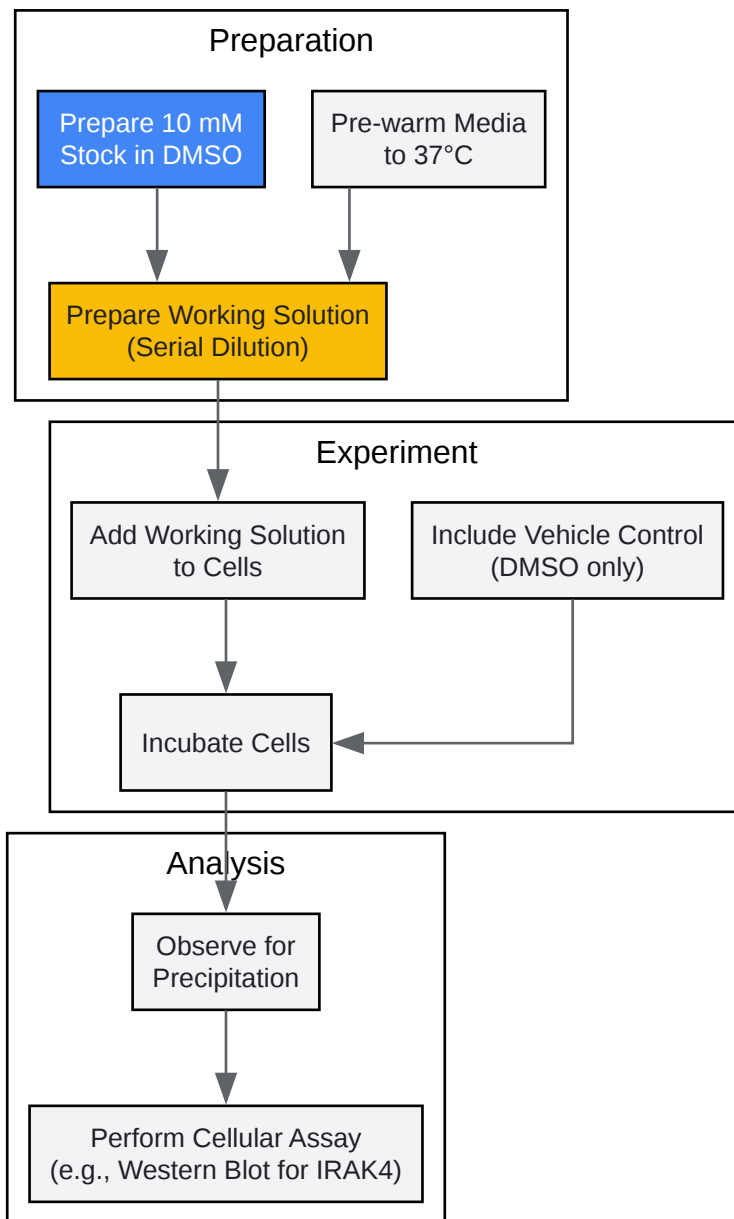 Preparation
Prepare 10 mM
Stock in DMSO
Pre-warm Media
to 37°C
Prepare Working Solution
(Serial Dilution)
Experiment
Add Working Solution
to Cells
Include Vehicle Control
(DMSO only)
Incubate Cells
Analysis
Observe for
Precipitation
Perform Cellular Assay
(e.g., Western Blot for IRAK4)